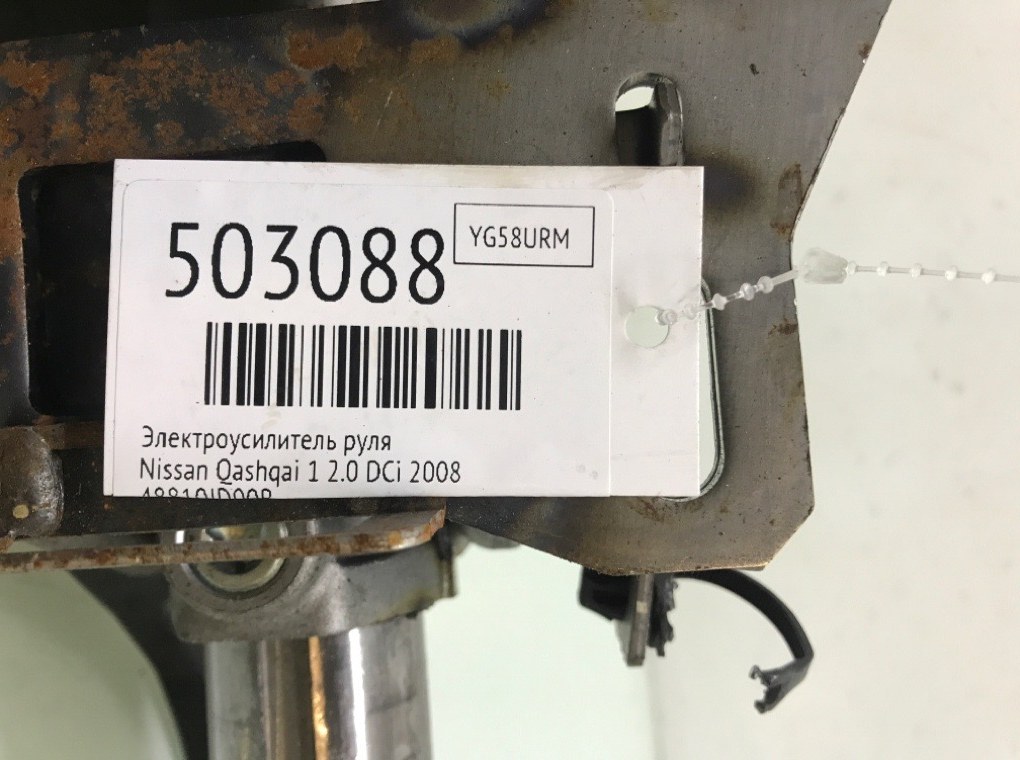 503088
YG58URM
Электроусилитель руля
Nissan Qashqai 1 2.0 DCi 2008